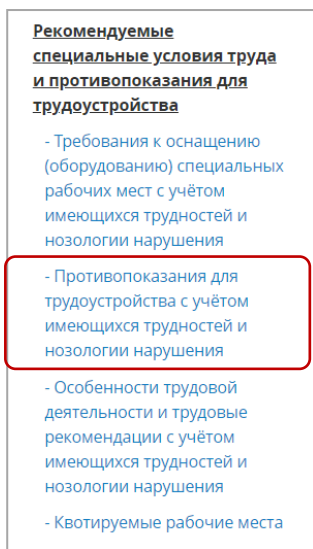 Рекомендуемые
специальные условия труда
и противопоказания для
трудоустройства
- Требования к оснащению
(оборудованию) специальных
рабочих мест с учётом
имеющихся трудностей и
нозологии нарушения
- Противопоказания для
трудоустройства с учётом
имеющихся трудностей и
нозологии нарушения
- Особенности трудовой
деятельности и трудовые
рекомендации с учётом
имеющихся трудностей и
нозологии нарушения
- Квотируемые рабочие места